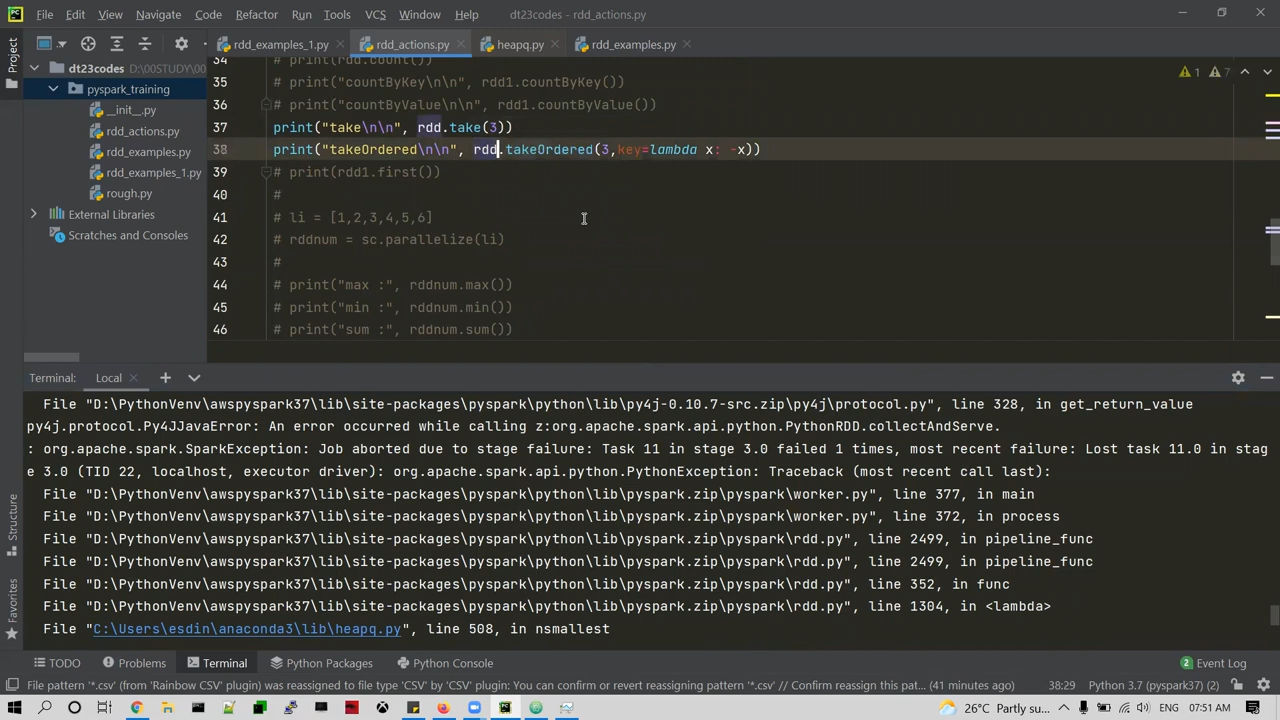 File Edit View Navigate Code Refactor Run Tools VCS Window Help dt23codes - rdd_actions.py
rdd_examples_1.py rdd_actions.py heapq.py rdd_examples.py
Project
dt23codes D:\00STUDY\00
pyspark_training
__init__.py
rdd_actions.py
rdd_examples.py
rdd_examples_1.py
rough.py
External Libraries
Scratches and Consoles
1 7
34 # print(rdd.count()
35 # print("countByKey\n\n", rdd1.countByKey())
36 # print("countByValue\n\n", rdd1.countByValue())
37 print("take\n\n", rdd.take(3))
38 print("takeOrdered\n\n", rdd.takeOrdered(3,key=lambda x: -x))
39 # print(rdd1.first())
40 #
41 # li = [1,2,3,4,5,6]
42 # rddnum = sc.parallelize(li)
43 #
44 # print("max :", rddnum.max())
45 # print("min :", rddnum.min())
46 # print("sum :", rddnum.sum())
Terminal: Local
File "D:\PythonVenv\awspyspark37\lib\site-packages\pyspark\python\lib\py4j-0.10.7-src.zip\py4j\protocol.py", line 328, in get_return_value
py4j.protocol.Py4JJavaError: An error occurred while calling z:org.apache.spark.api.python.PythonRDD.collectAndServe.
: org.apache.spark.SparkException: Job aborted due to stage failure: Task 11 in stage 3.0 failed 1 times, most recent failure: Lost task 11.0 in stag
e 3.0 (TID 22, localhost, executor driver): org.apache.spark.api.python.PythonException: Traceback (most recent call last):
File "D:\PythonVenv\awspyspark37\lib\site-packages\pyspark\python\lib\pyspark.zip\pyspark\worker.py", line 377, in main
File "D:\PythonVenv\awspyspark37\lib\site-packages\pyspark\python\lib\pyspark.zip\pyspark\worker.py", line 372, in process
File "D:\PythonVenv\awspyspark37\lib\site-packages\pyspark\python\lib\pyspark.zip\pyspark\rdd.py", line 2499, in pipeline_func
File "D:\PythonVenv\awspyspark37\lib\site-packages\pyspark\python\lib\pyspark.zip\pyspark\rdd.py", line 2499, in pipeline_func
File "D:\PythonVenv\awspyspark37\lib\site-packages\pyspark\python\lib\pyspark.zip\pyspark\rdd.py", line 352, in func
File "D:\PythonVenv\awspyspark37\lib\site-packages\pyspark\python\lib\pyspark.zip\pyspark\rdd.py", line 1304, in <lambda>
File "C:\Users\esdin\anaconda3\lib\heapq.py", line 508, in nsmallest
Structure
Favorites
TODO Problems Terminal Python Packages Python Console 2 Event Log
File pattern '*.csv' (from 'Rainbow CSV' plugin) was reassigned to file type 'CSV' by 'CSV' plugin: You can confirm or revert reassigning pattern '*.csv' // Confirm reassign this pat... (41 minutes ago) 38:29 Python 3.7 (pyspark37) (2)
26°C Partly su... ENG 07:51 AM